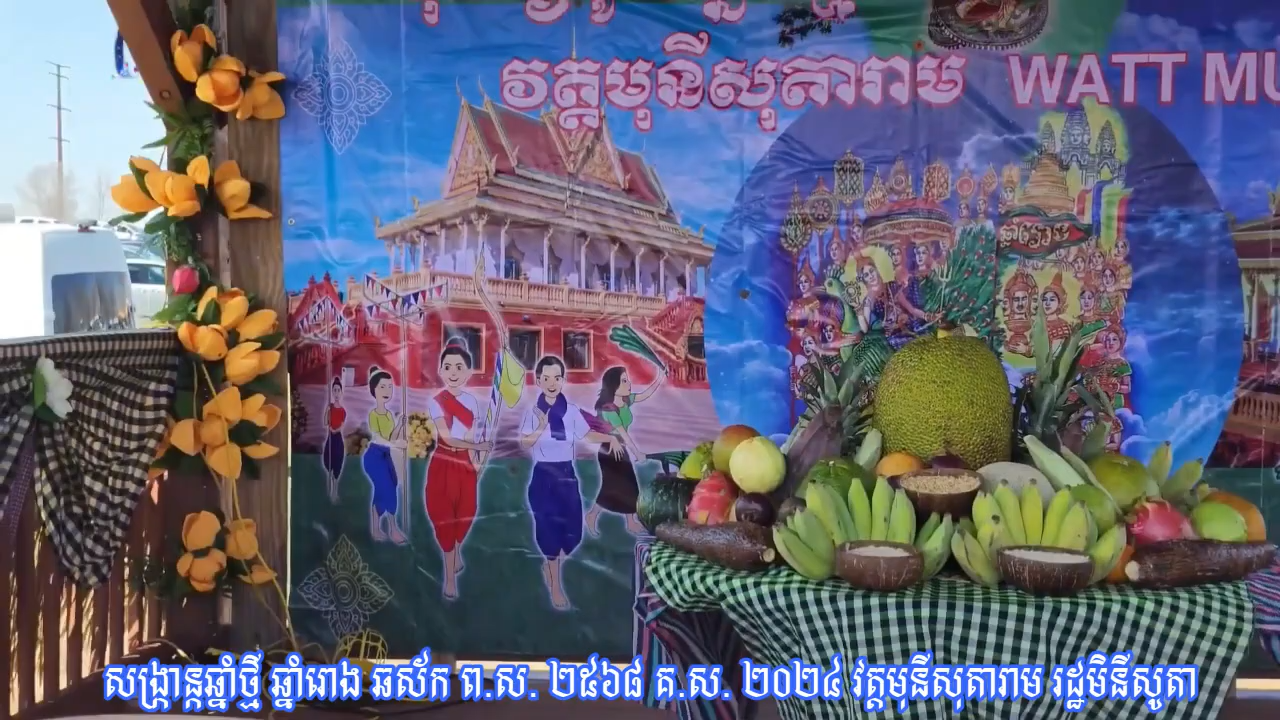 វត្តមុនីសុតារាម WATT MU
សង្ក្រាន្តឆ្នាំថ្មី ឆ្នាំរោង ឆស័ក ព.ស. ២៥៦៨ គ.ស. ២០២៤ វត្តមុនីសុតារាម រដ្ឋមិនីសូតា